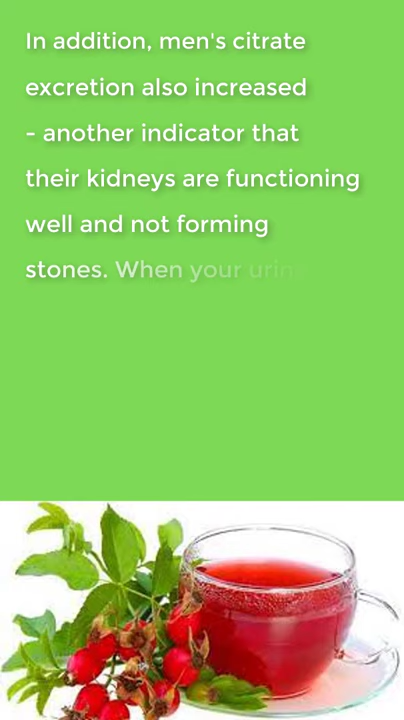 In addition, men's citrate
excretion also increased
- another indicator that
their kidneys are functioning
well and not forming
stones. When your urin